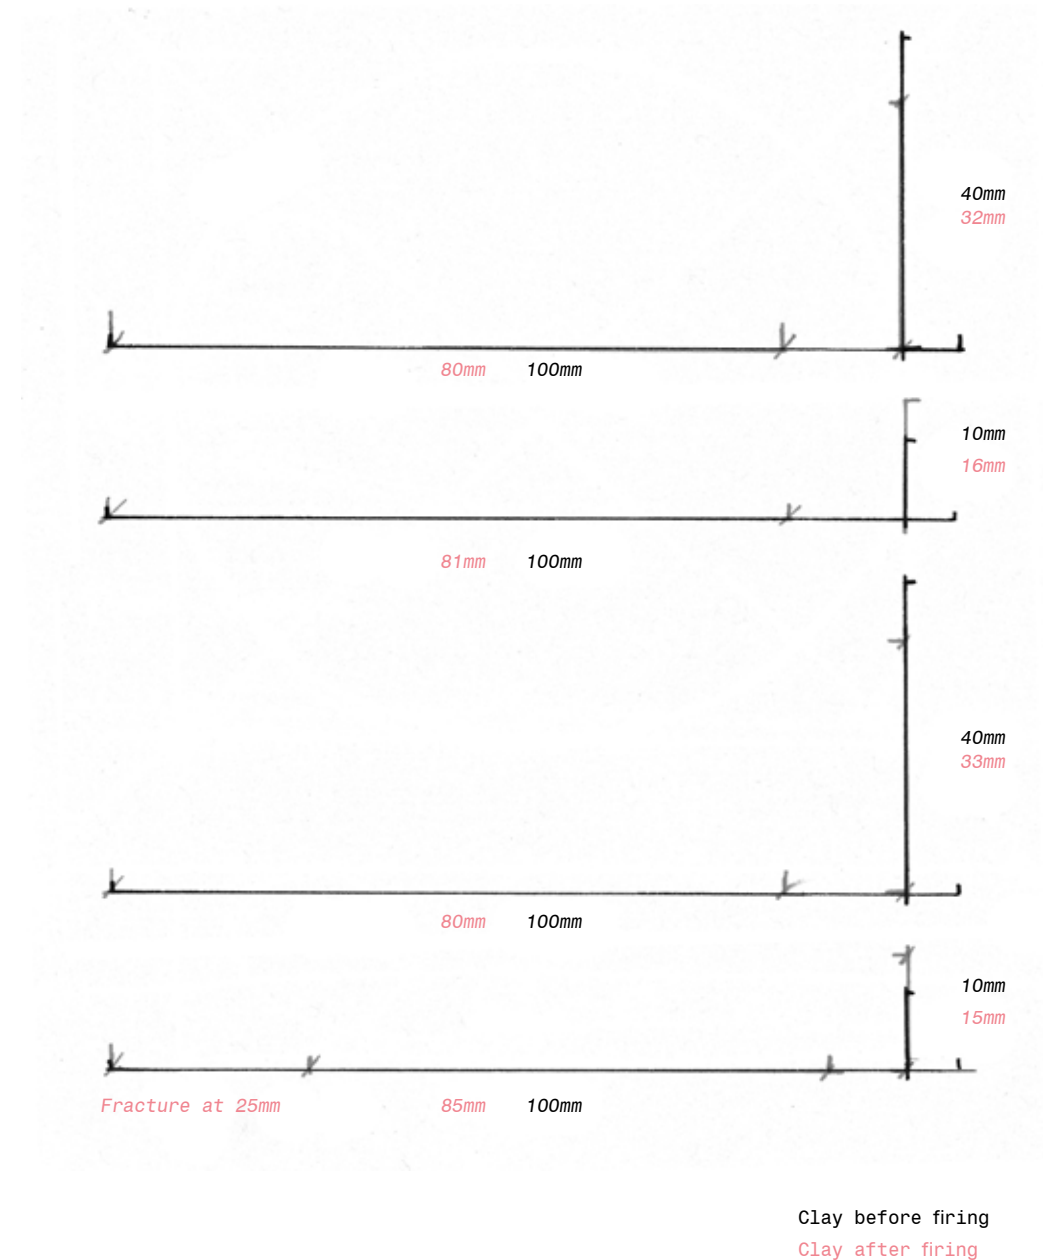 40mm
32mm
80mm 100mm
10mm
16mm
81mm 100mm
40mm
33mm
80mm 100mm
10mm
15mm
Fracture at 25mm 85mm 100mm
Clay before firing
Clay after firing